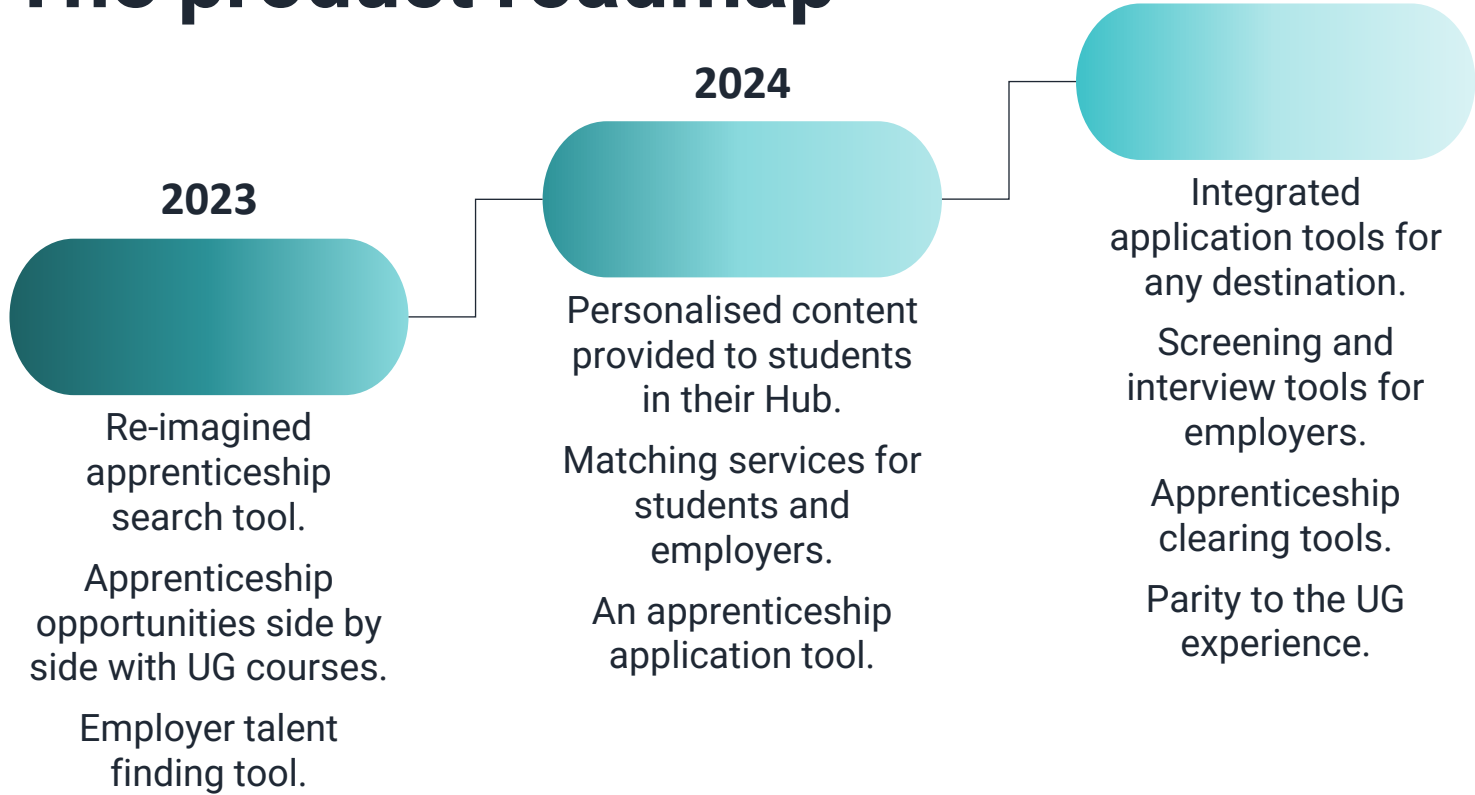 The product roadmap
2023
Re-imagined
apprenticeship
search tool.
Apprenticeship
opportunities side by
side with UG courses.
Employer talent
finding tool.
2024
Personalised content
provided to students
in their Hub.
Matching services for
students and
employers.
An apprenticeship
application tool.
Integrated
application tools for
any destination.
Screening and
interview tools for
employers.
Apprenticeship
clearing tools.
Parity to the UG
experience.